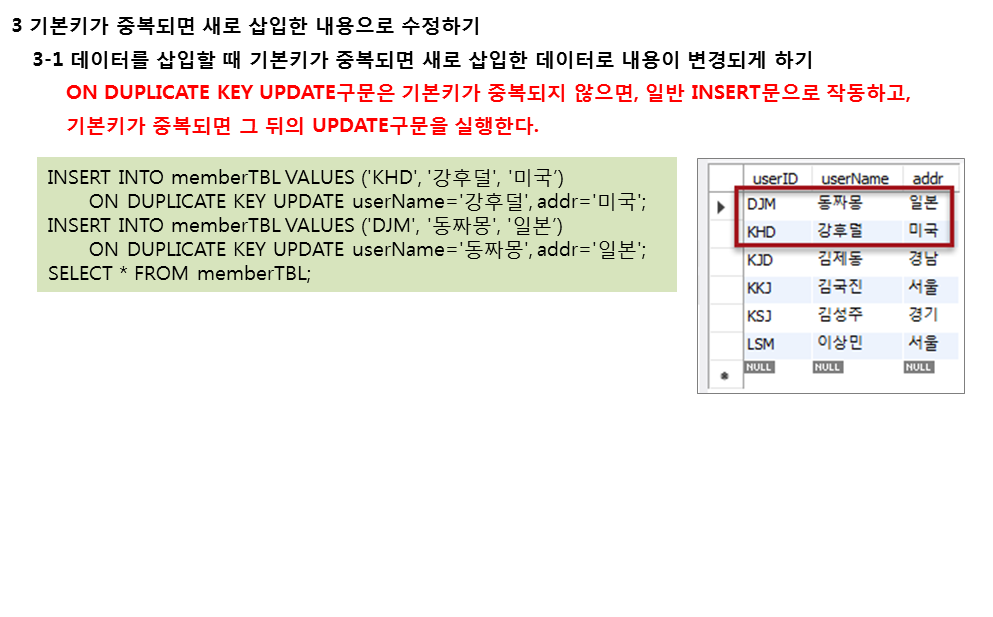 3 기본키가 중복되면 새로 삽입한 내용으로 수정하기
3-1 데이터를 삽입할 때 기본키가 중복되면 새로 삽입한 데이터로 내용이 변경되게 하기
ON DUPLICATE KEY UPDATE구문은 기본키가 중복되지 않으면, 일반 INSERT문으로 작동하고,
기본키가 중복되면 그 뒤의 UPDATE구문을 실행한다.
INSERT INTO memberTBL VALUES ('KHD', '강후덜', '미국‘)
ON DUPLICATE KEY UPDATE userName='강후덜', addr='미국';
INSERT INTO memberTBL VALUES ('DJM', '동짜몽', '일본‘)
ON DUPLICATE KEY UPDATE userName='동짜몽', addr='일본';
SELECT * FROM memberTBL;
userID userName addr
DJM 동짜몽 일본
KHD 강후덜 미국
KJD 김제동 경남
KKJ 김국진 서울
KSJ 김성주 경기
LSM 이상민 서울
NULL NULL NULL